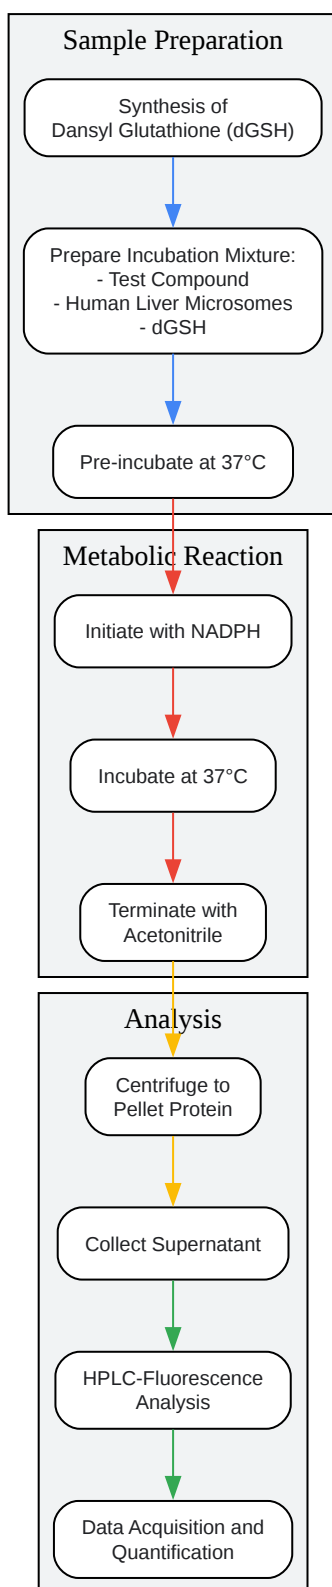 Sample Preparation
Synthesis of
Dansyl Glutathione (dGSH)
Prepare Incubation Mixture:
- Test Compound
- Human Liver Microsomes
- dGSH
Pre-incubate at 37°C
Metabolic Reaction
Initiate with NADPH
Incubate at 37°C
Terminate with
Acetonitrile
Analysis
Centrifuge to
Pellet Protein
Collect Supernatant
HPLC-Fluorescence
Analysis
Data Acquisition and
Quantification